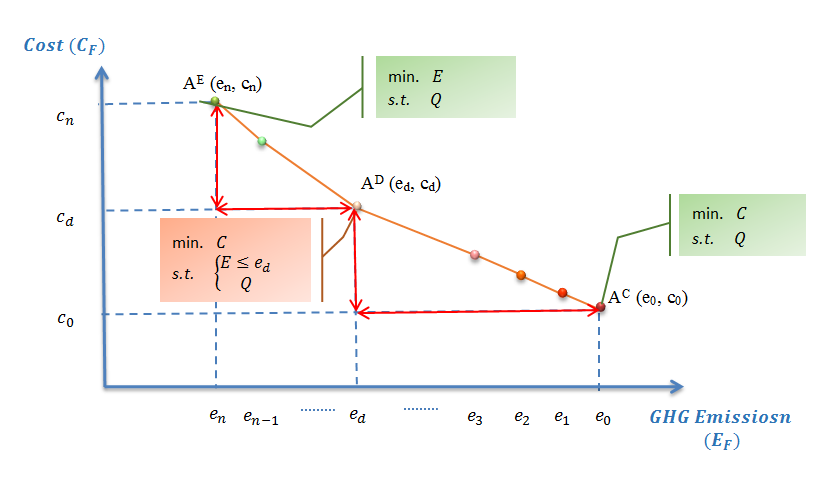 Cost (C_F)
A^E (e_n, c_n)
min. E
s.t. Q
c_n
A^D (e_d, c_d)
c_d
min. C
s.t. Q
min. C
s.t. {E ≤ e_d
Q
A^C (e_0, c_0)
c_0
e_n e_{n-1} ........ e_d ........ e_3 e_2 e_1 e_0
GHG Emissiosn
(E_F)